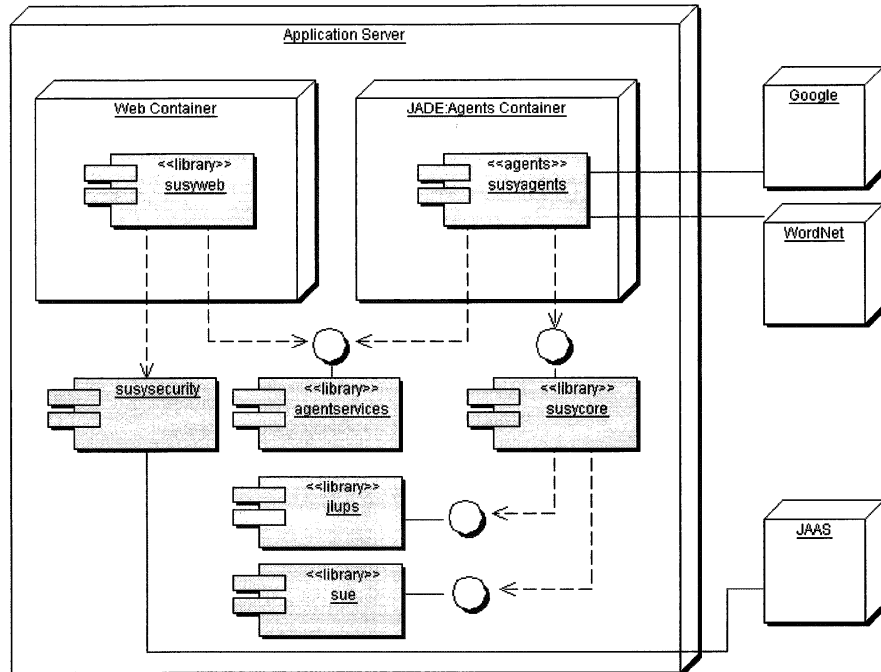 Application Server
Web Container
JADE:Agents Container
Google
<<library>>
susyweb
<<agents>>
susyagents
WordNet
susysecurity
<<library>>
agentservices
<<library>>
susycore
<<library>>
jlups
<<library>>
sue
JAAS